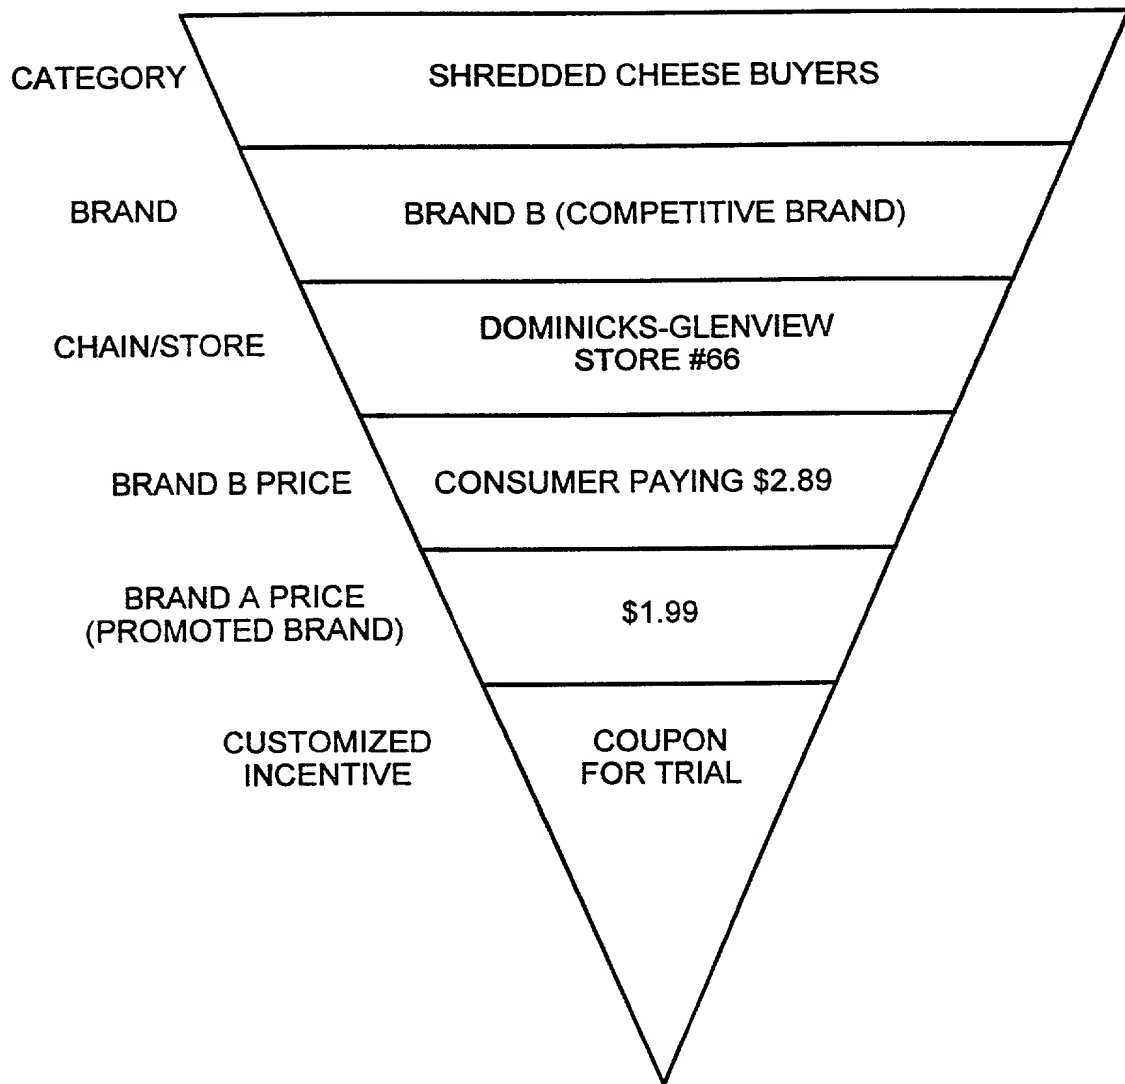 CATEGORY
SHREDDED CHEESE BUYERS
BRAND
BRAND B (COMPETITIVE BRAND)
CHAIN/STORE
DOMINICKS-GLENVIEW
STORE #66
BRAND B PRICE
CONSUMER PAYING $2.89
BRAND A PRICE
(PROMOTED BRAND)
$1.99
CUSTOMIZED
INCENTIVE
COUPON
FOR TRIAL